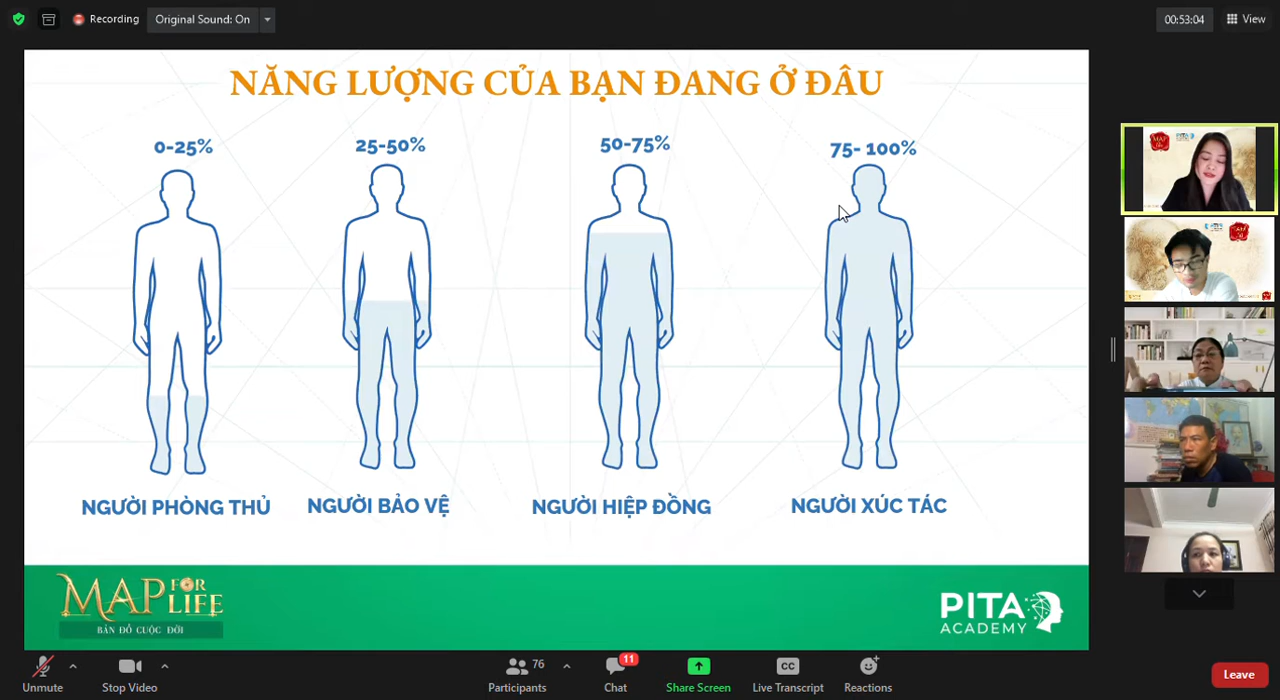 Recording
Original Sound: On
00:53:04
View
NĂNG LƯỢNG CỦA BẠN ĐANG Ở ĐÂU
0-25%
25-50%
50-75%
75- 100%
NGƯỜI PHÒNG THỦ
NGƯỜI BẢO VỆ
NGƯỜI HIỆP ĐỒNG
NGƯỜI XÚC TÁC
MAP FOR LIFE
BẢN ĐỒ CUỘC ĐỜI
PITA
ACADEMY
Unmute
Stop Video
76
Participants
11
Chat
Share Screen
CC
Live Transcript
Reactions
Leave